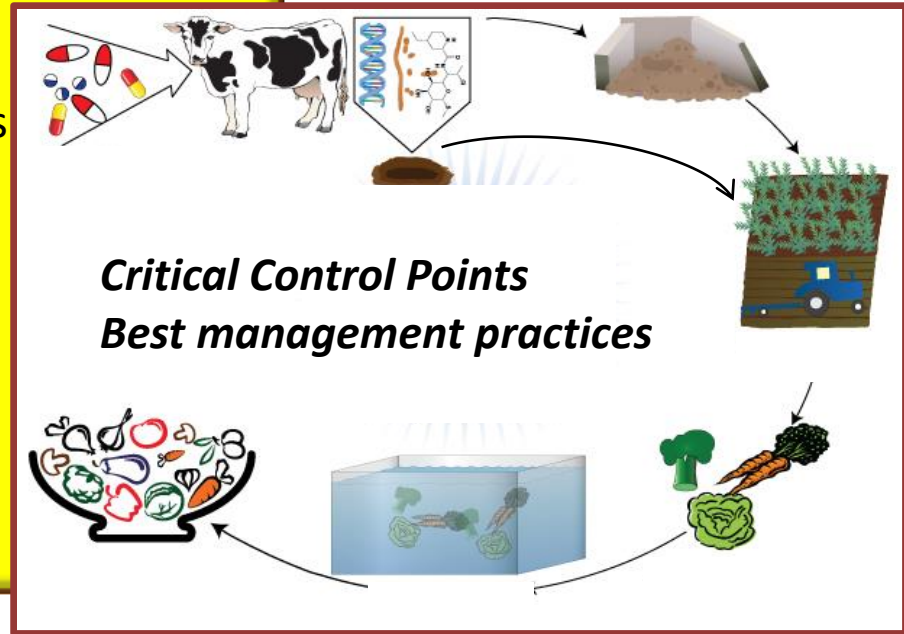 s
Critical Control Points
Best management practices